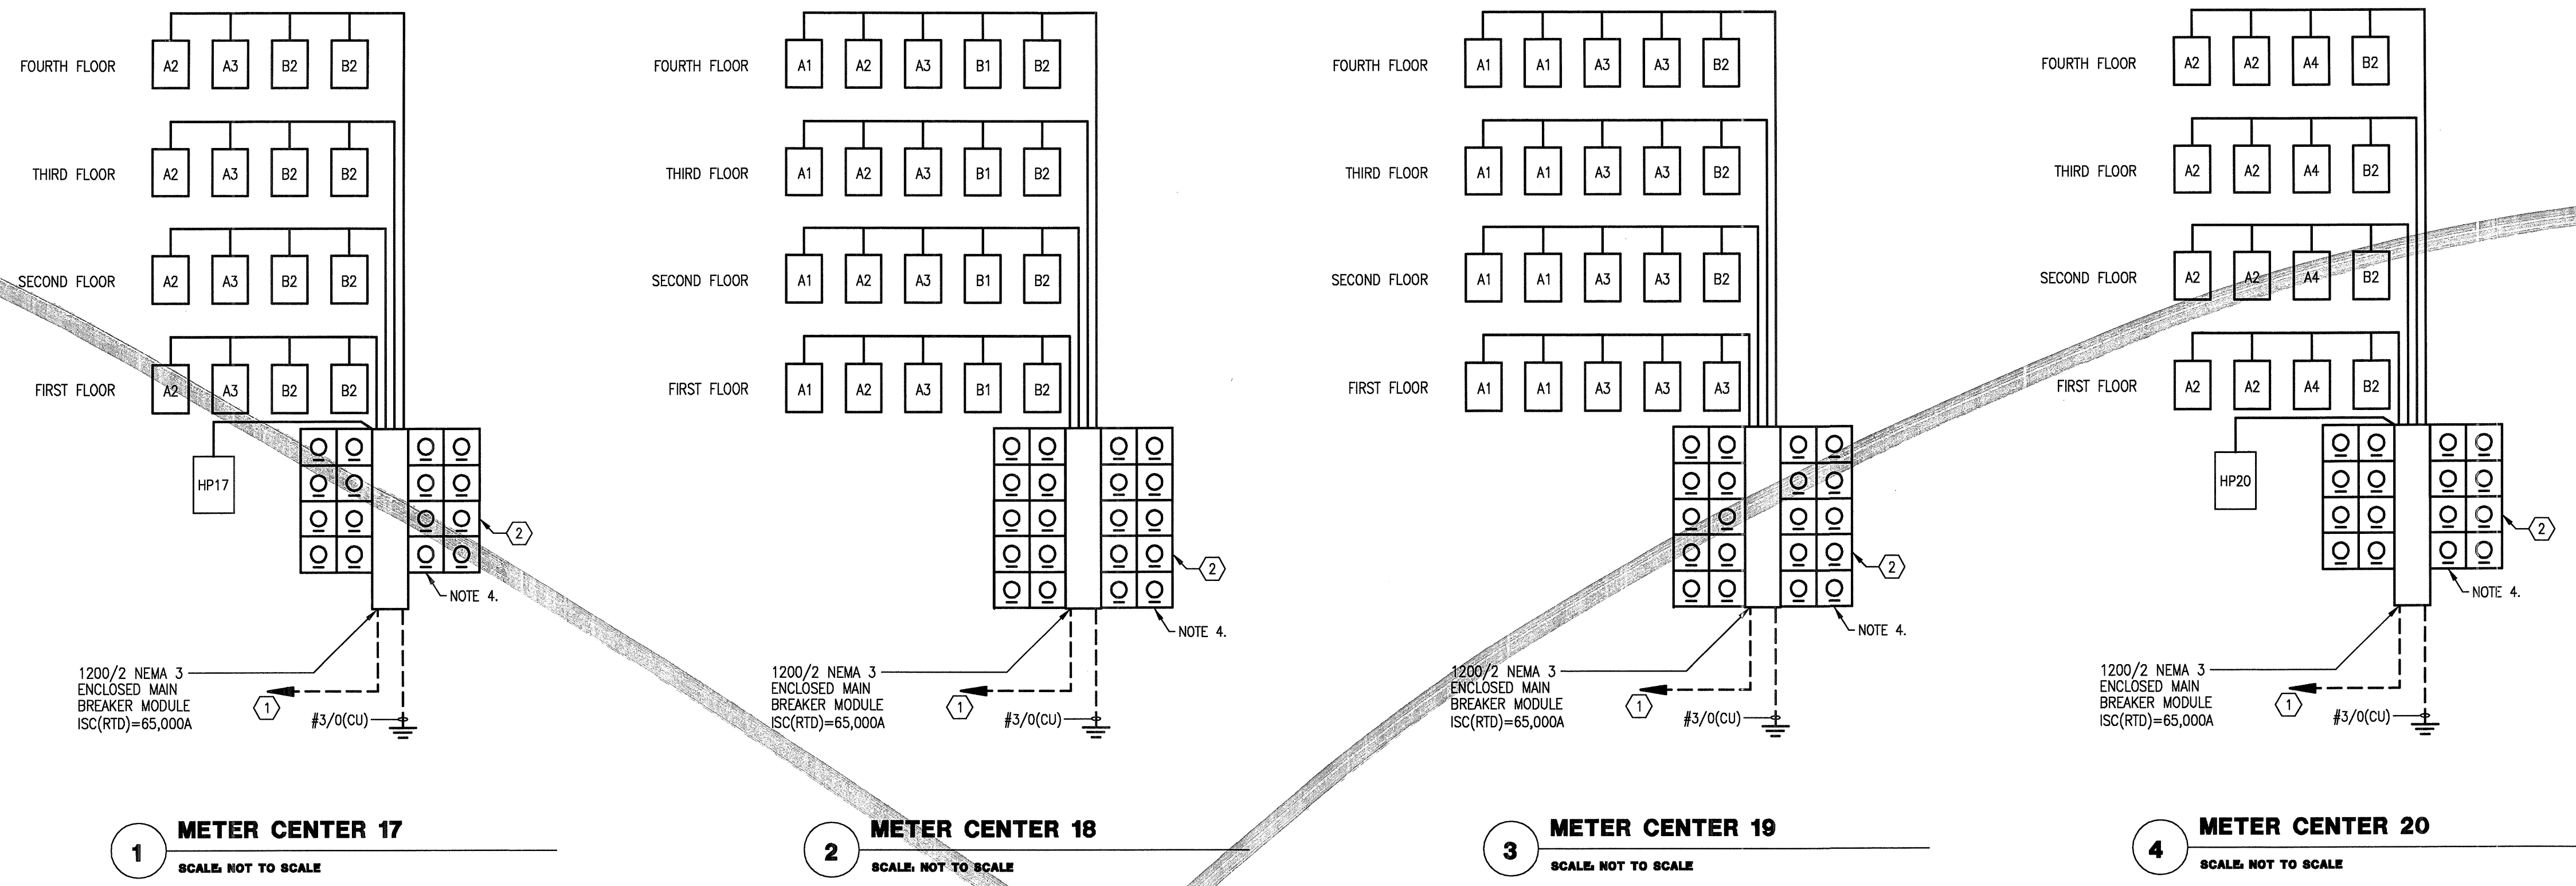 FOURTH FLOOR A2 A3 B2 B2
THIRD FLOOR A2 A3 B2 B2
SECOND FLOOR A2 A3 B2 B2
FIRST FLOOR A2 A3 B2 B2
HP17
2
NOTE 4.
1200/2 NEMA 3
ENCLOSED MAIN
BREAKER MODULE
ISC(RTD)=65,000A
1
#3/0(CU)
1
METER CENTER 17
SCALE: NOT TO SCALE
FOURTH FLOOR A1 A2 A3 B1 B2
THIRD FLOOR A1 A2 A3 B1 B2
SECOND FLOOR A1 A2 A3 B1 B2
FIRST FLOOR A1 A2 A3 B1 B2
2
NOTE 4.
1200/2 NEMA 3
ENCLOSED MAIN
BREAKER MODULE
ISC(RTD)=65,000A
1
#3/0(CU)
2
METER CENTER 18
SCALE: NOT TO SCALE
FOURTH FLOOR A1 A1 A3 A3 B2
THIRD FLOOR A1 A1 A3 A3 B2
SECOND FLOOR A1 A1 A3 A3 B2
FIRST FLOOR A1 A1 A3 A3 A3
2
NOTE 4.
1200/2 NEMA 3
ENCLOSED MAIN
BREAKER MODULE
ISC(RTD)=65,000A
1
#3/0(CU)
3
METER CENTER 19
SCALE: NOT TO SCALE
FOURTH FLOOR A2 A2 A4 B2
THIRD FLOOR A2 A2 A4 B2
SECOND FLOOR A2 A2 A4 B2
FIRST FLOOR A2 A2 A4 B2
HP20
2
NOTE 4.
1200/2 NEMA 3
ENCLOSED MAIN
BREAKER MODULE
ISC(RTD)=65,000A
1
#3/0(CU)
4
METER CENTER 20
SCALE: NOT TO SCALE